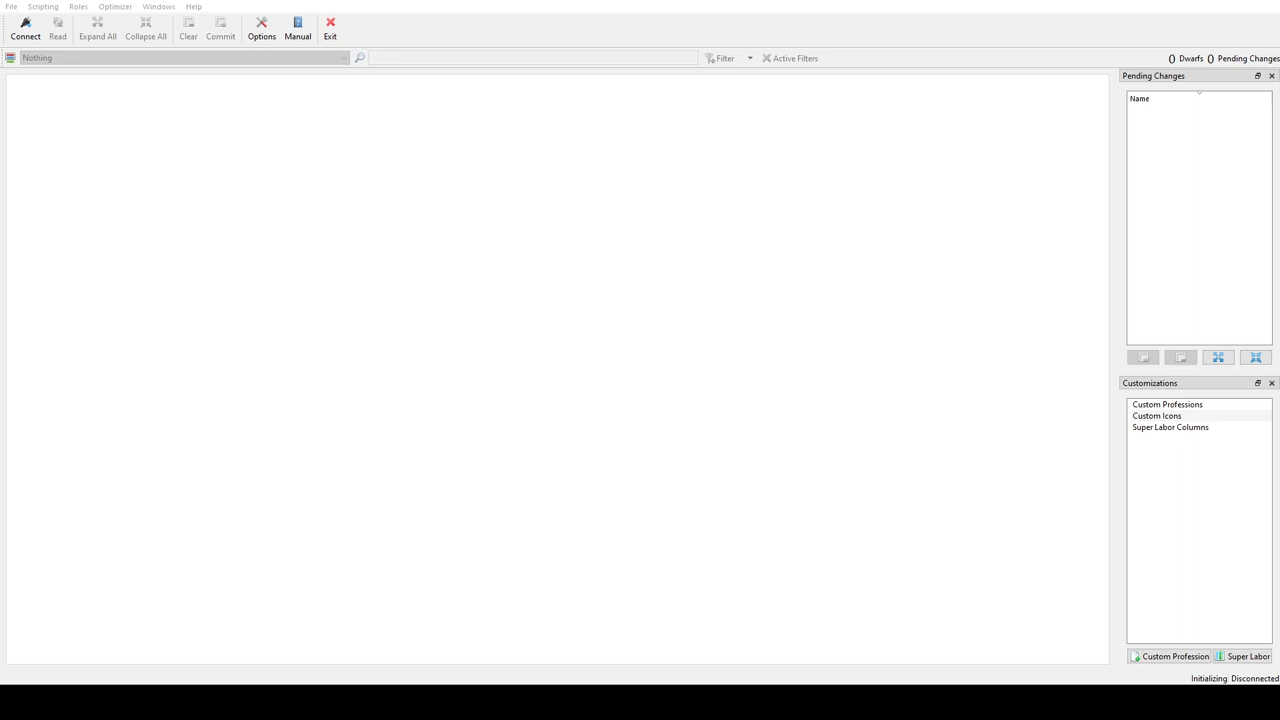 File Scripting Roles Optimizer Windows Help
Connect Read Expand All Collapse All Clear Commit Options Manual Exit
Nothing Filter Active Filters 0 Dwarfs 0 Pending Changes
Pending Changes
Name
Customizations
Custom Professions
Custom Icons
Super Labor Columns
Custom Profession Super Labor
Initializing Disconnected